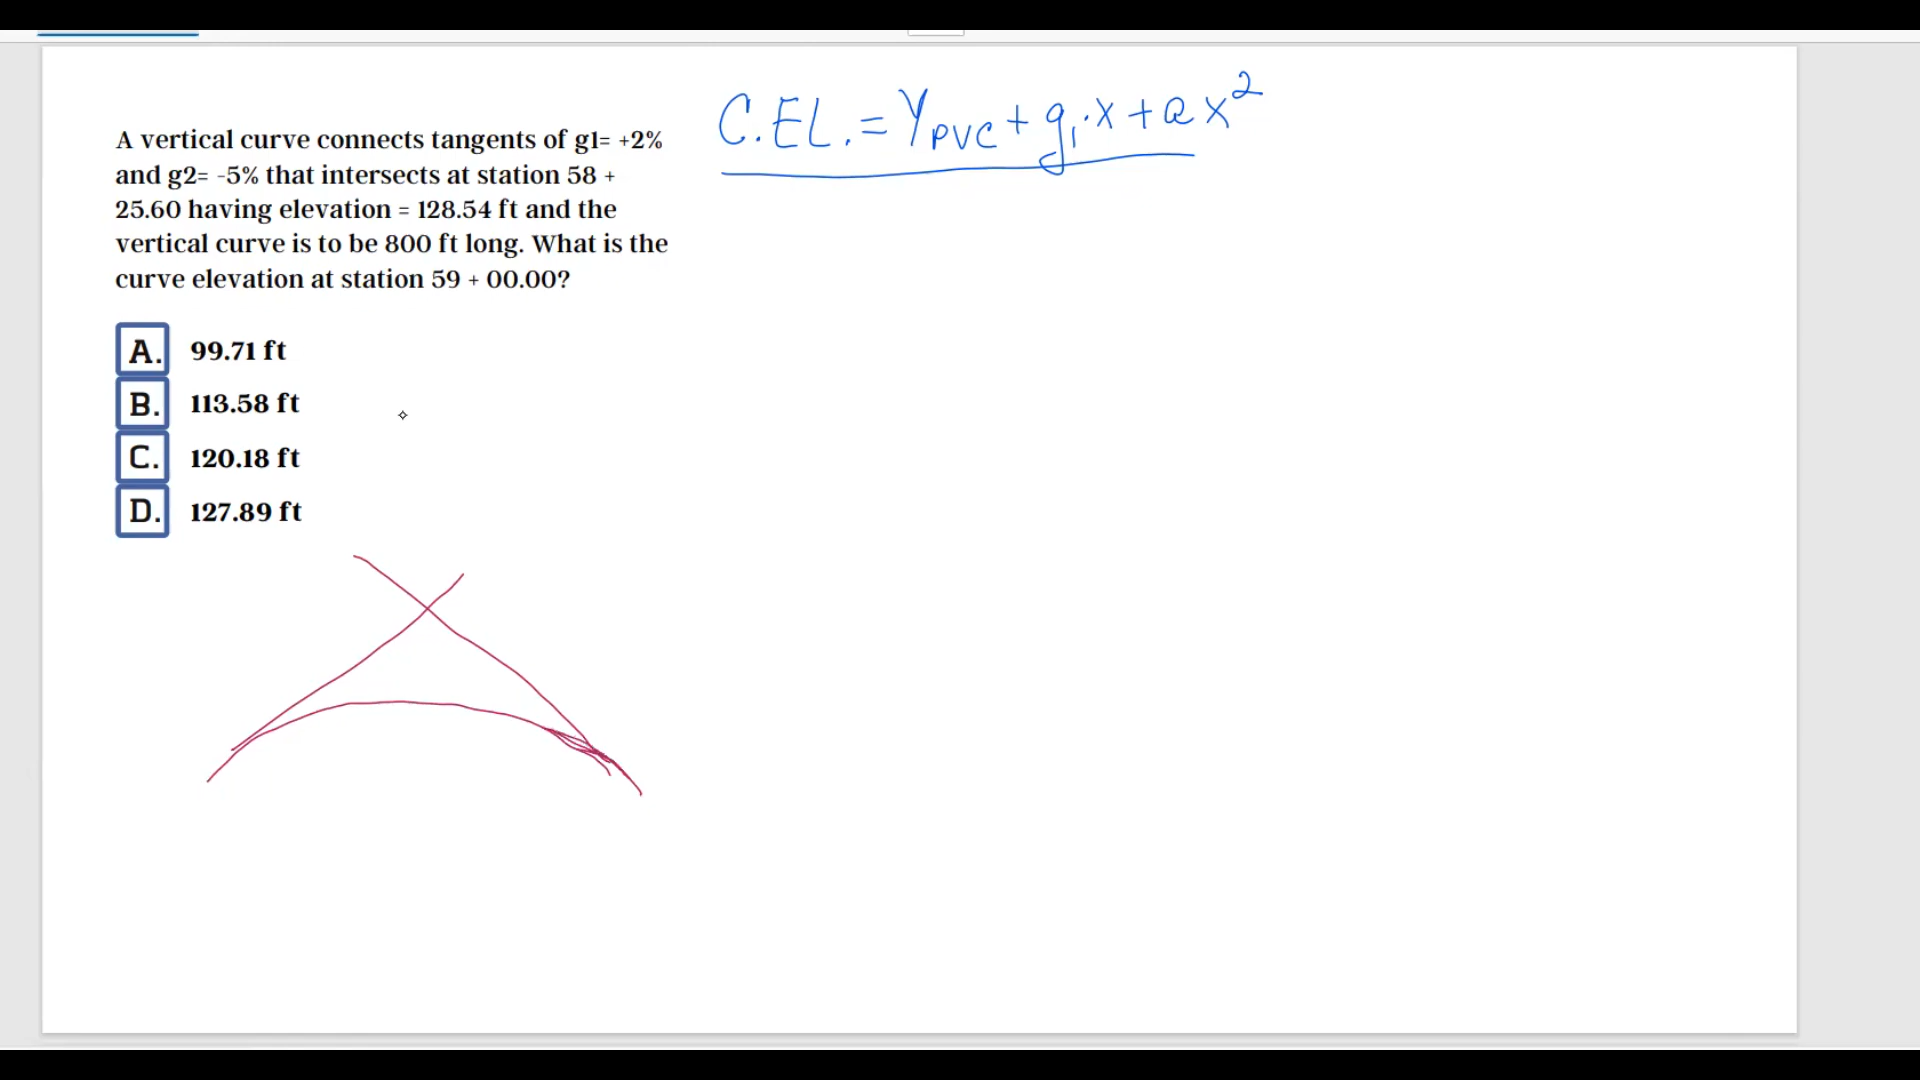 A vertical curve connects tangents of g1= +2%
and g2= -5% that intersects at station 58 +
25.60 having elevation = 128.54 ft and the
vertical curve is to be 800 ft long. What is the
curve elevation at station 59 + 00.00?
A. 99.71 ft
B. 113.58 ft
C. 120.18 ft
D. 127.89 ft
C.EL. = Y_PVC + g₁·x + ax²